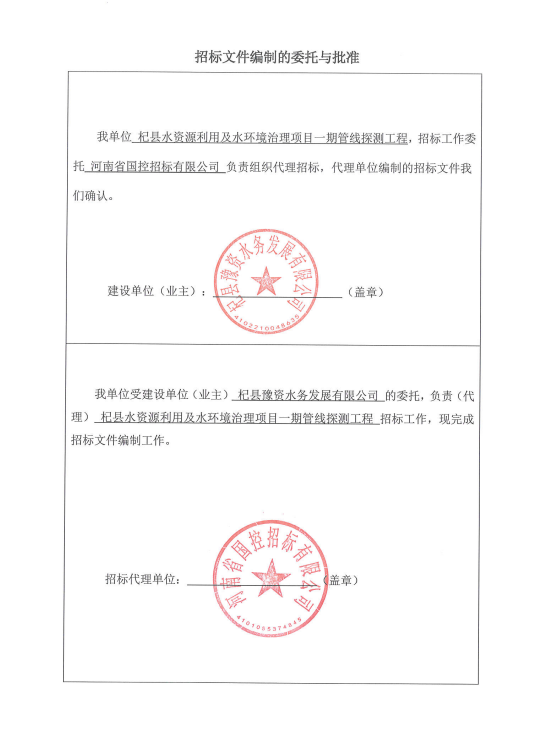 招标文件编制的委托与批准
我单位 杞县水资源利用及水环境治理项目一期管线探测工程，招标工作委
托 河南省国控招标有限公司 负责组织代理招标，代理单位编制的招标文件我
们确认。
杞县豫资水务发展有限公司
建设单位（业主）：（盖章）
4102210048635
我单位受建设单位（业主） 杞县豫资水务发展有限公司 的委托，负责（代
理） 杞县水资源利用及水环境治理项目一期管线探测工程 招标工作，现完成
招标文件编制工作。
河南省国控招标有限公司
招标代理单位：（盖章）